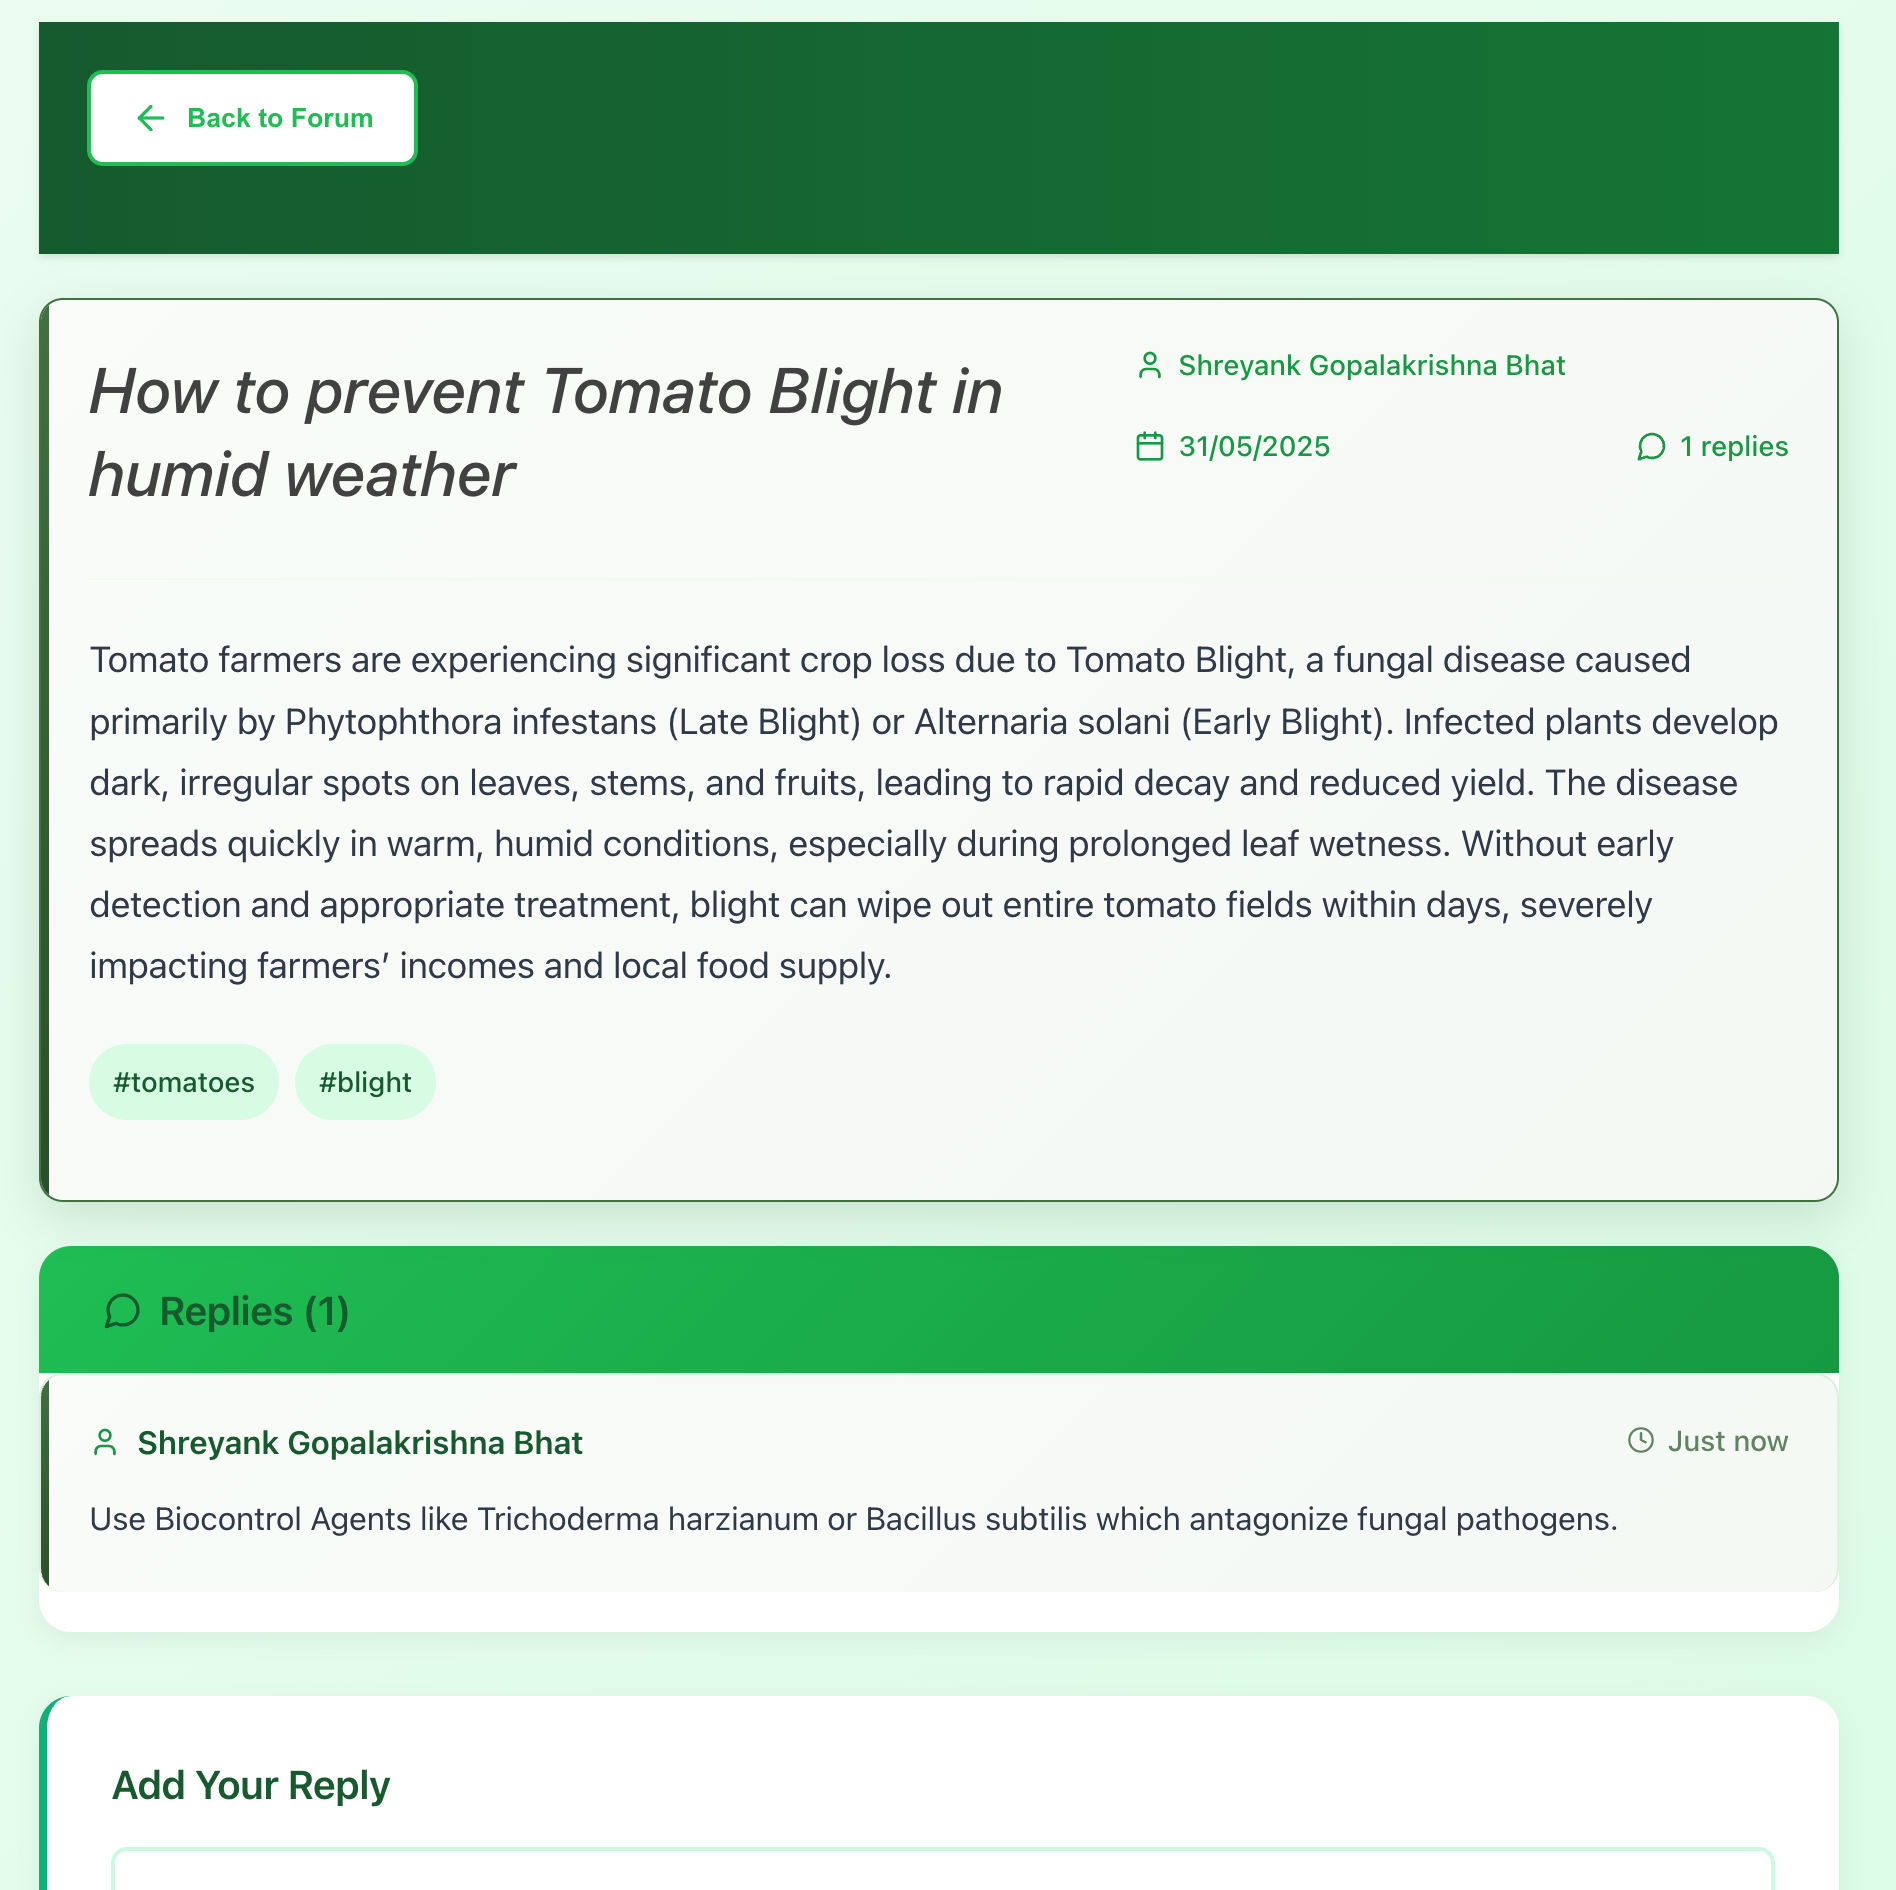 Back to Forum
How to prevent Tomato Blight in
humid weather
Shreyank Gopalakrishna Bhat
31/05/2025
1 replies
Tomato farmers are experiencing significant crop loss due to Tomato Blight, a fungal disease caused
primarily by Phytophthora infestans (Late Blight) or Alternaria solani (Early Blight). Infected plants develop
dark, irregular spots on leaves, stems, and fruits, leading to rapid decay and reduced yield. The disease
spreads quickly in warm, humid conditions, especially during prolonged leaf wetness. Without early
detection and appropriate treatment, blight can wipe out entire tomato fields within days, severely
impacting farmers’ incomes and local food supply.
#tomatoes
#blight
Replies (1)
Shreyank Gopalakrishna Bhat
Just now
Use Biocontrol Agents like Trichoderma harzianum or Bacillus subtilis which antagonize fungal pathogens.
Add Your Reply